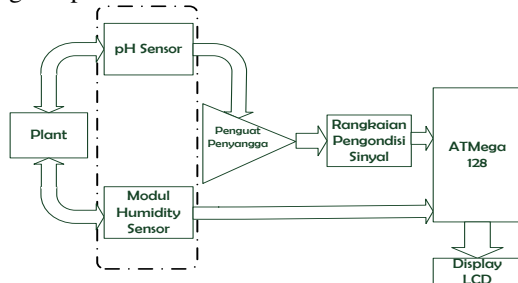 pH Sensor
Plant
Penguat
Penyangga
Rangkaian
Pengondisi
Sinyal
ATMega
128
Modul
Humidity
Sensor
Display
LCD